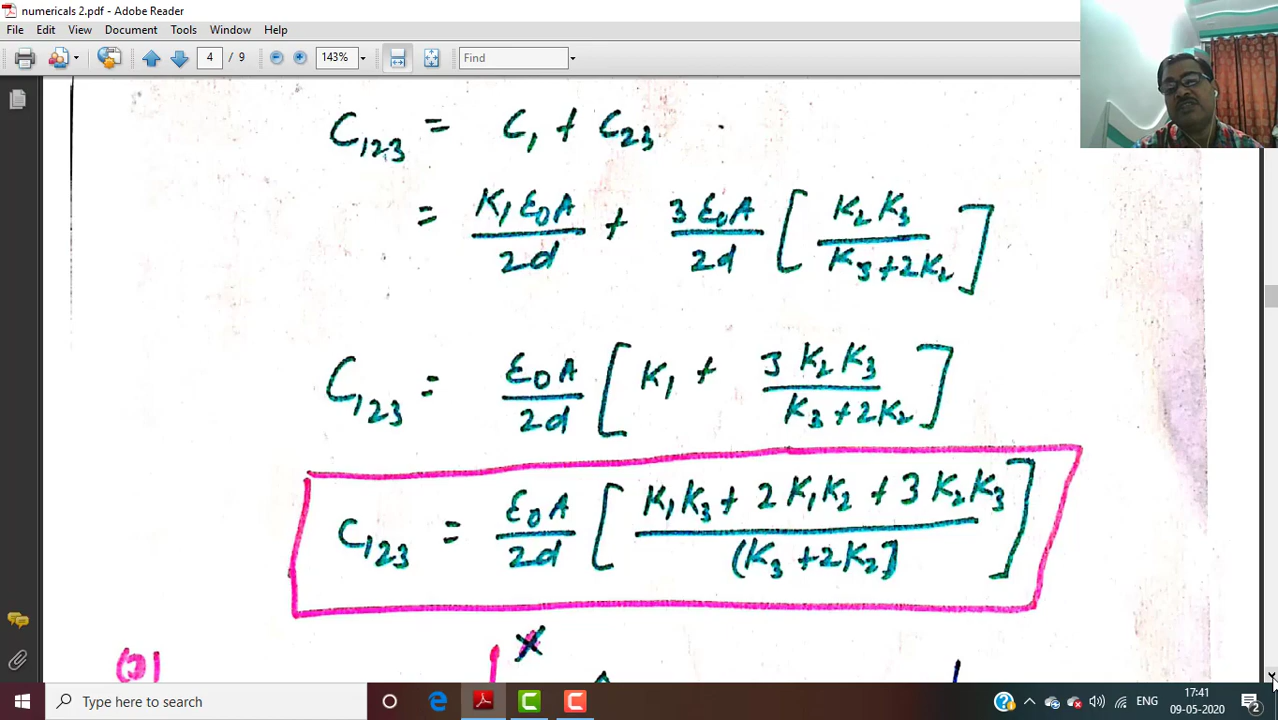 numericals 2.pdf - Adobe Reader
File Edit View Document Tools Window Help
4 / 9 143% Find
C₁₂₃ = C₁ + C₂₃
= K₁ε₀A/2d + 3ε₀A/2d [K₂K₃/K₃+2K₂]
C₁₂₃ = ε₀A/2d [K₁ + 3K₂K₃/K₃+2K₂]
C₁₂₃ = ε₀A/2d [K₁K₃ + 2K₁K₂ + 3K₂K₃/(K₃+2K₂]]
Type here to search
ENG
17:41
09-05-2020
2